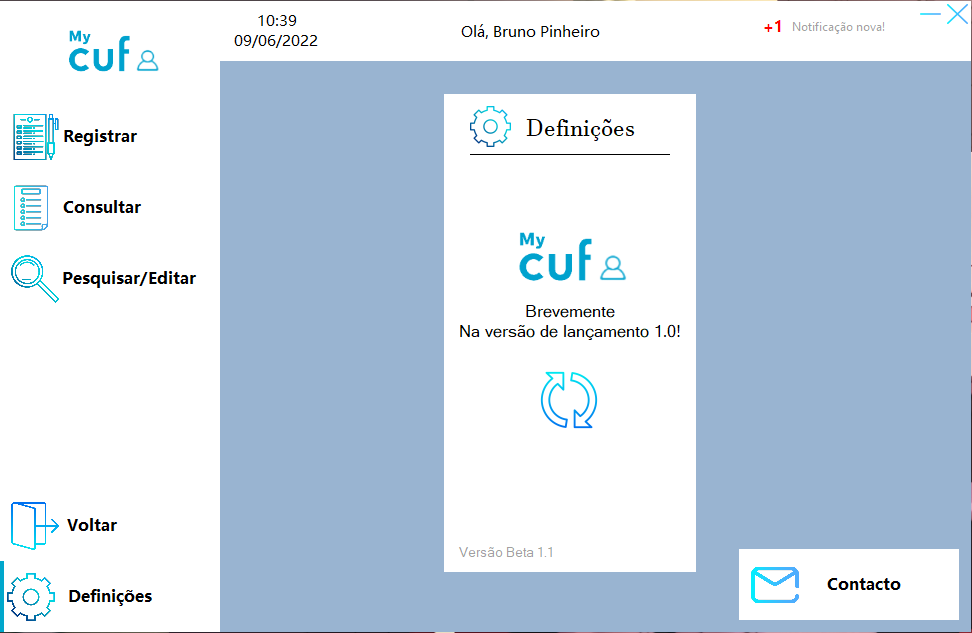 My
cuf
10:39
09/06/2022
Olá, Bruno Pinheiro
+1 Notificação nova!
Registrar
Consultar
Pesquisar/Editar
Voltar
Definições
Definições
My
cuf
Brevemente
Na versão de lançamento 1.0!
Versão Beta 1.1
Contacto